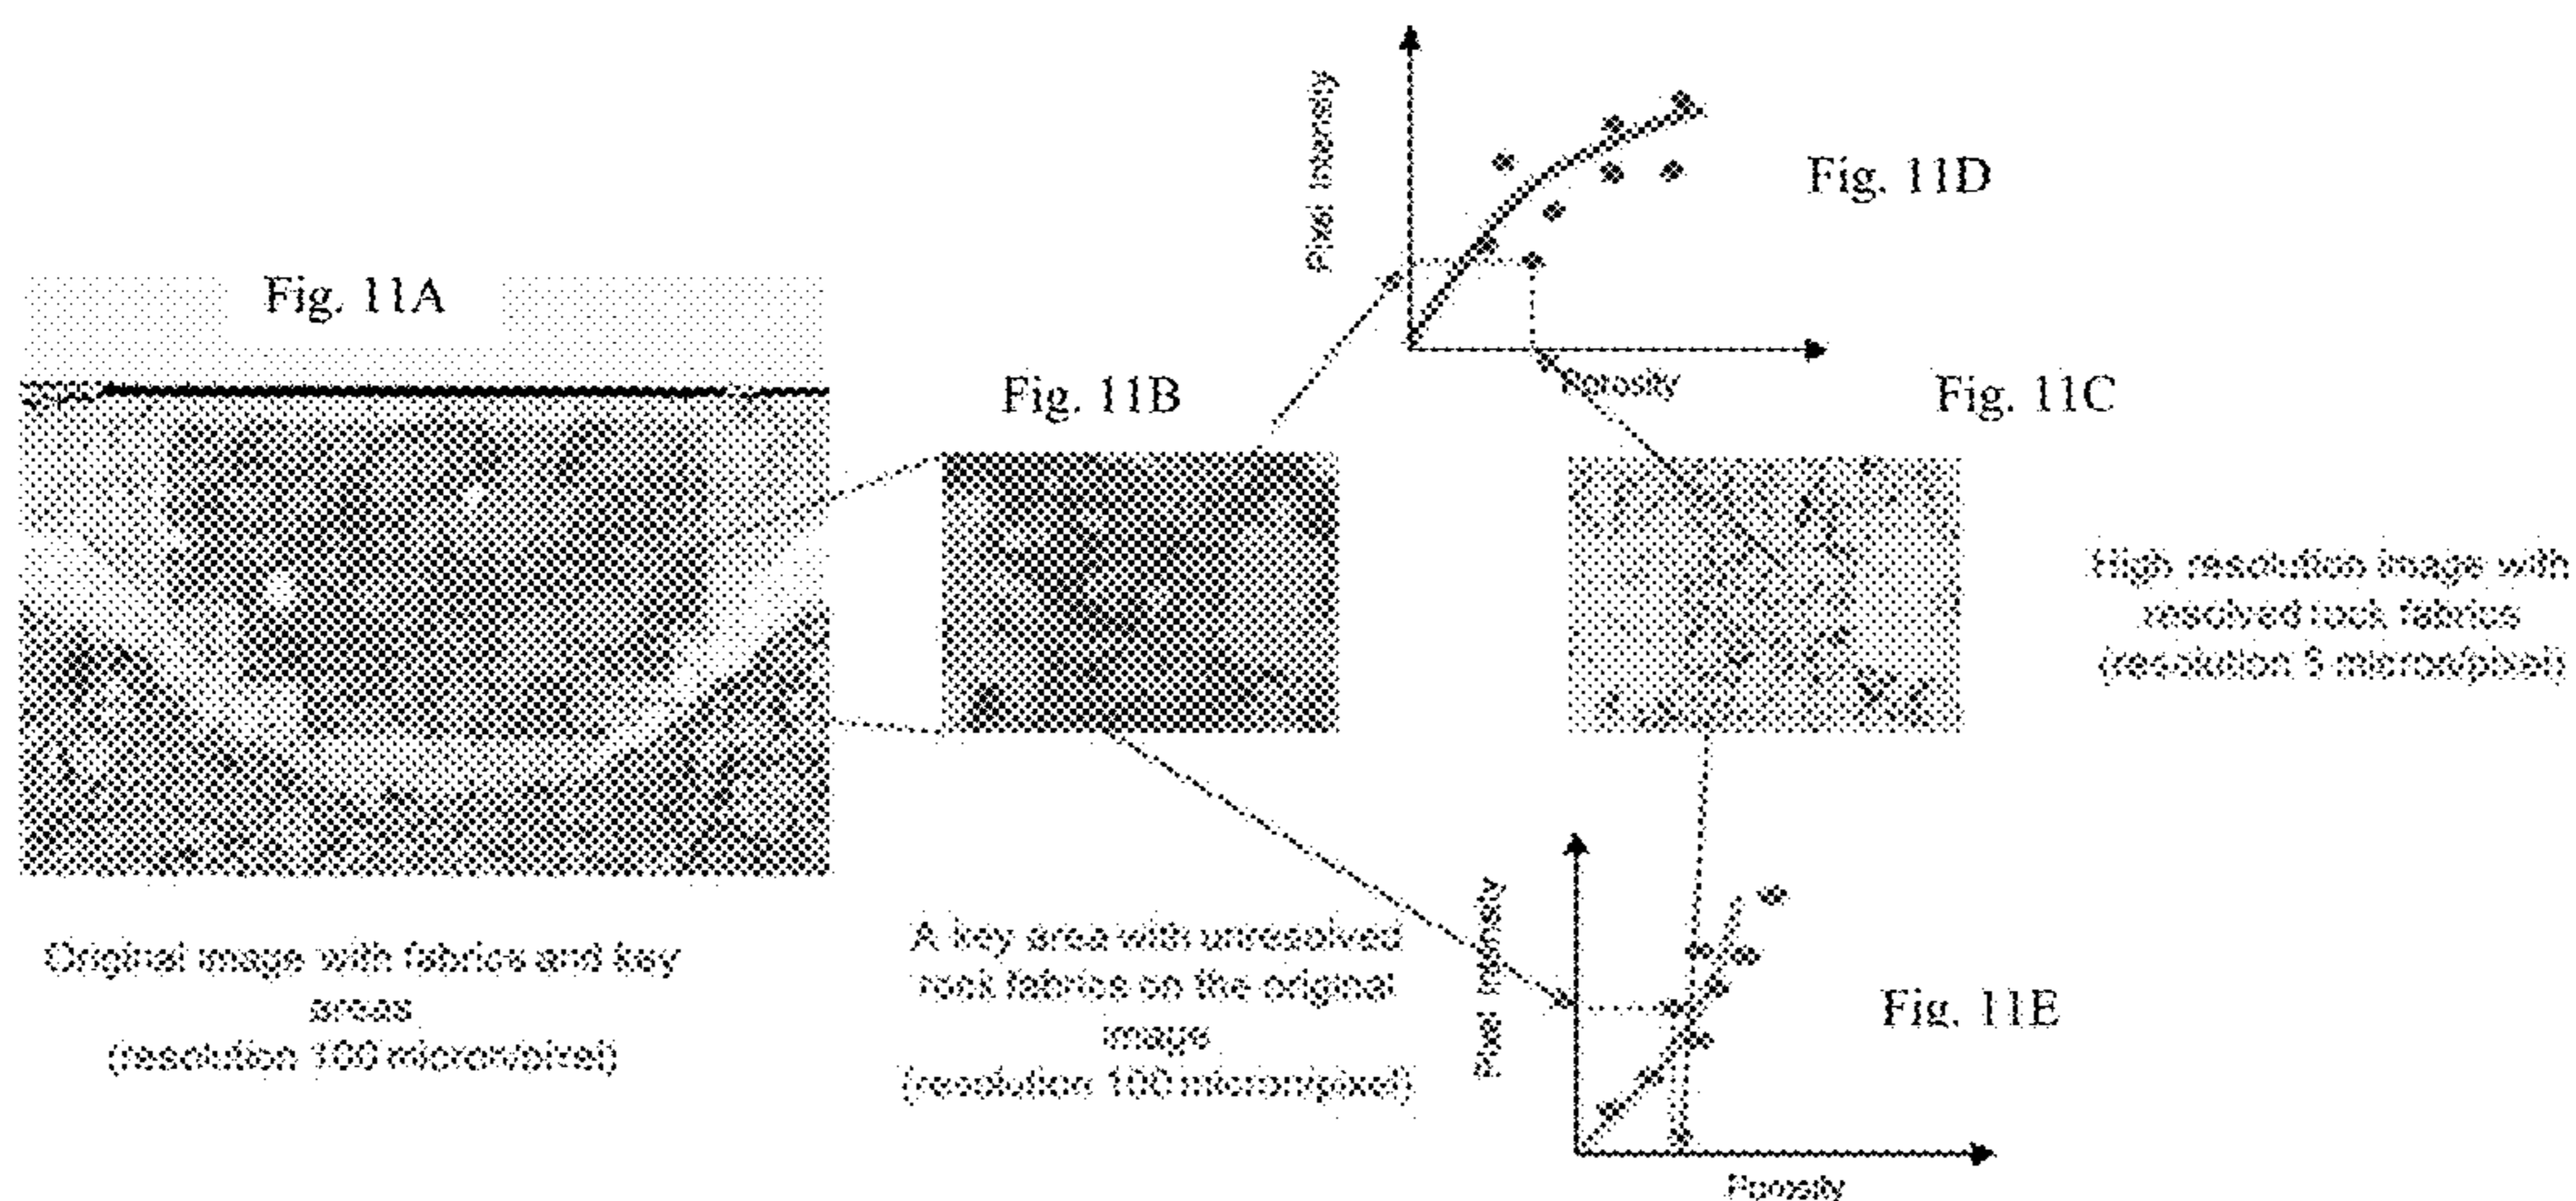 Fig. 11A
Original image with fabrics and key
areas
(resolution 100 micron/pixel)
Fig. 11B
A key area with unresolved
rock fabrics on the original
image
(resolution 100 micron/pixel)
Pixel Intensity
Porosity
Fig. 11D
Fig. 11C
High resolution image with
resolved rock fabrics
(resolution micron/pixel)
Pixel Intensity
Porosity
Fig. 11E